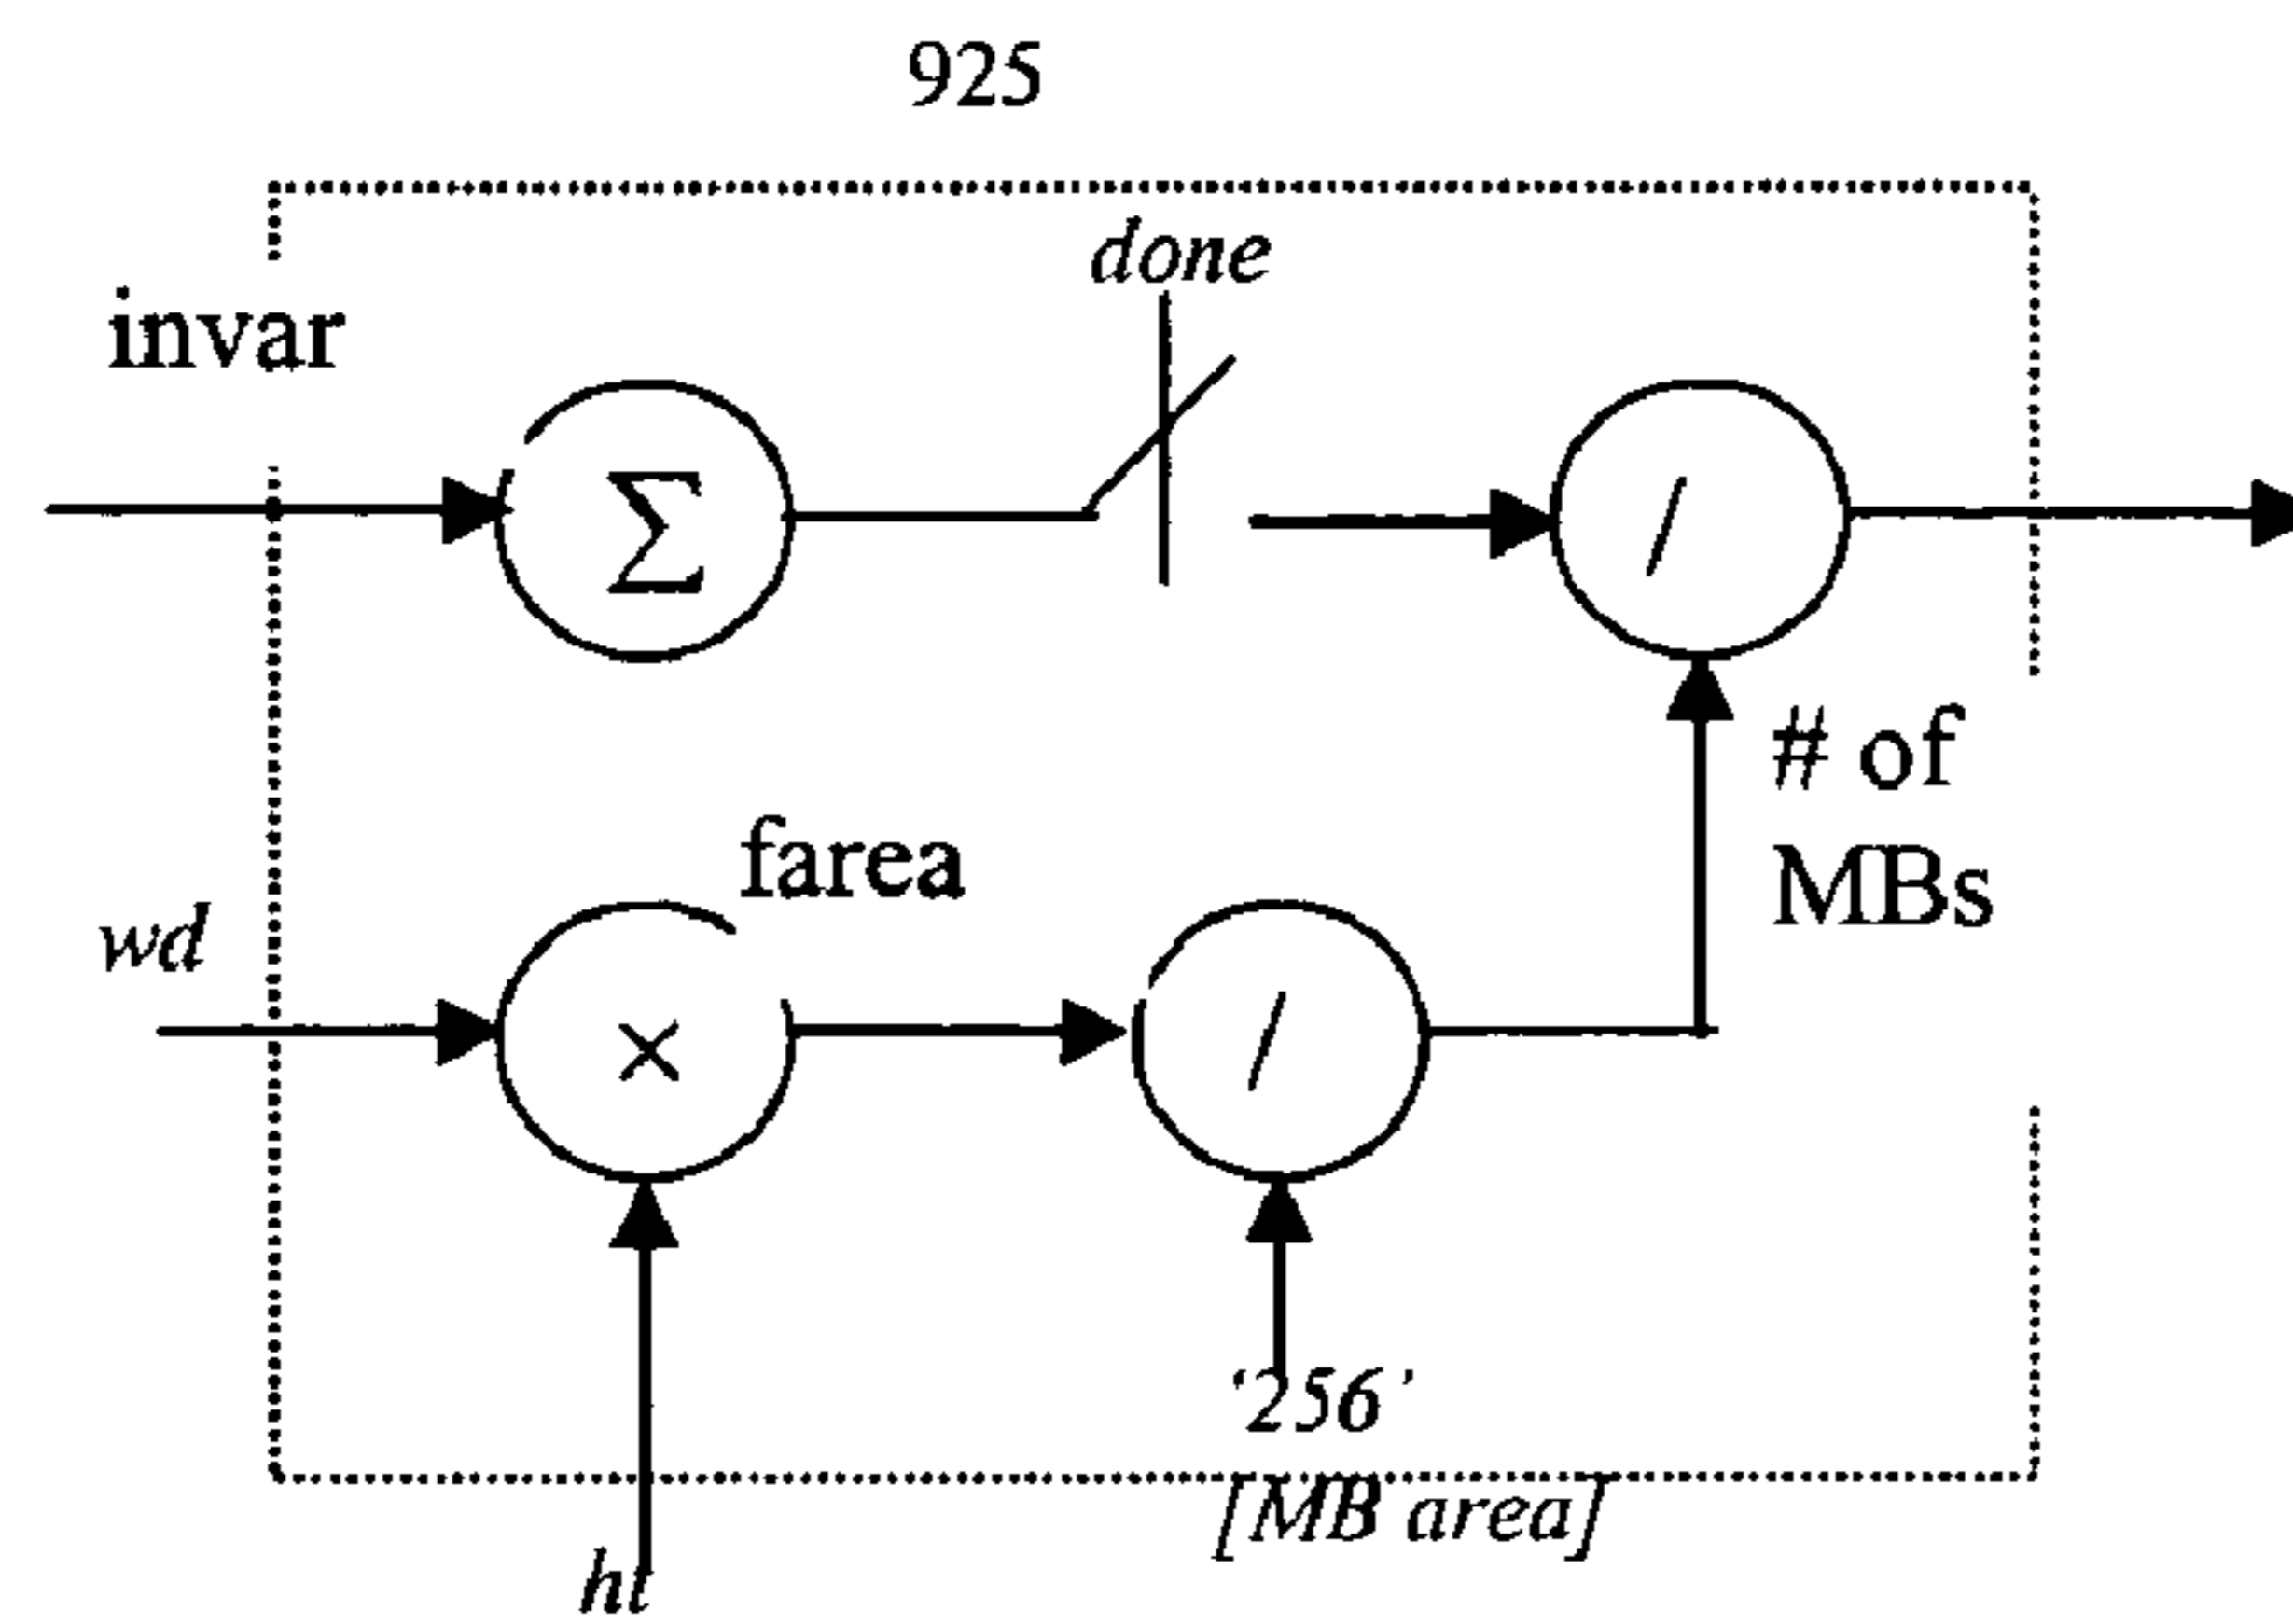 925
done
invar
Σ
/
# of
MBs
farea
wd
×
/
'256'
[MB area]
ht